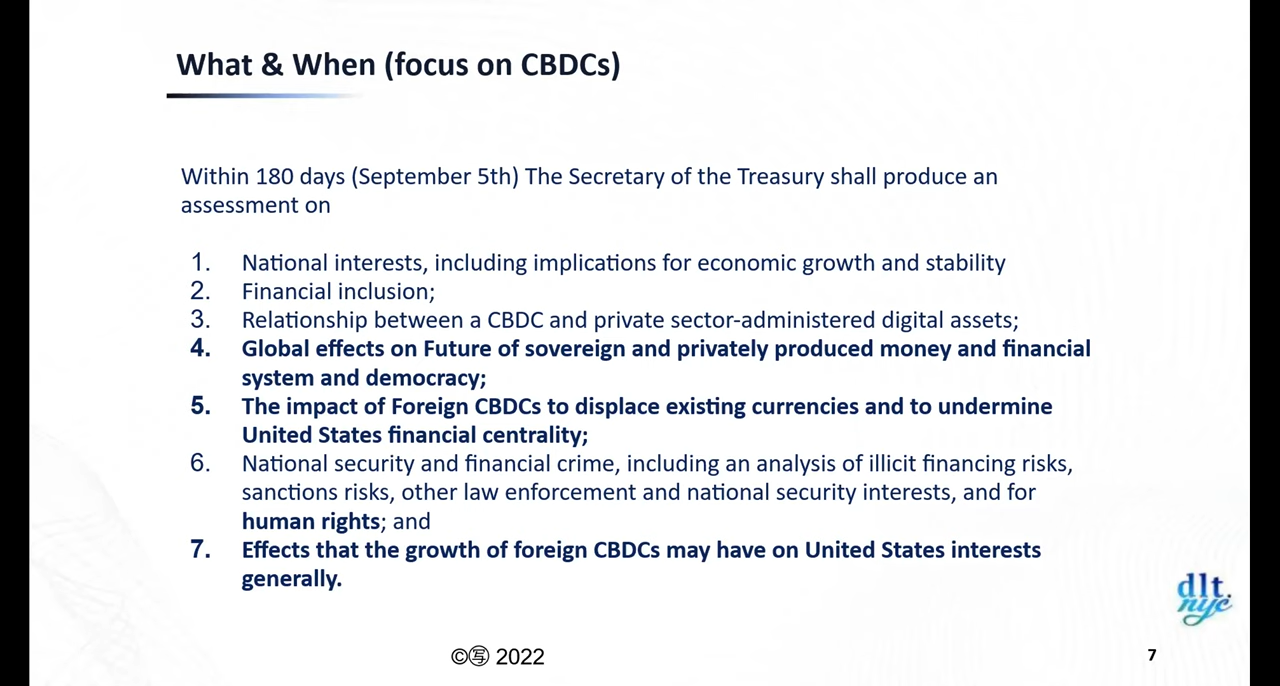 What & When (focus on CBDCs)
Within 180 days (September 5th) The Secretary of the Treasury shall produce an
assessment on
1. National interests, including implications for economic growth and stability
2. Financial inclusion;
3. Relationship between a CBDC and private sector-administered digital assets;
4. Global effects on Future of sovereign and privately produced money and financial
system and democracy;
5. The impact of Foreign CBDCs to displace existing currencies and to undermine
United States financial centrality;
6. National security and financial crime, including an analysis of illicit financing risks,
sanctions risks, other law enforcement and national security interests, and for
human rights; and
7. Effects that the growth of foreign CBDCs may have on United States interests
generally.
dlt.
nyc
©㊢ 2022
7